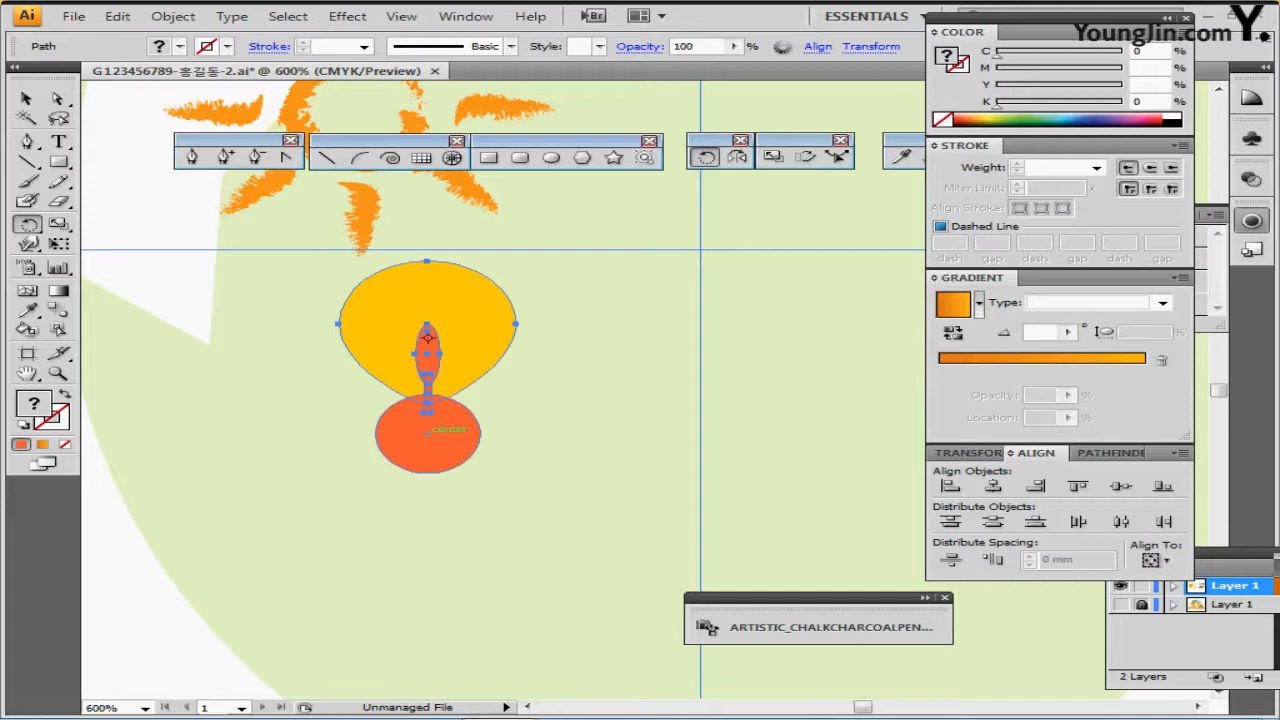 Ai File Edit Object Type Select Effect View Window Help Br ESSENTIALS
Y.
YoungJin.com
Path ? Stroke: Basic Style: Opacity: 100 % Align Transform
G123456789-홍길동-2.ai* @ 600% (CMYK/Preview)
COLOR
? C 0 %
M %
Y %
K 0 %
STROKE
Weight:
Miter Limit: x
Align Stroke:
Dashed Line
dash gap dash gap dash gap
GRADIENT
Type:
° %
Opacity: %
Location: %
TRANSFOR ALIGN PATHFINDE
Align Objects:
Distribute Objects:
Distribute Spacing: Align To:
0 mm
T
?
center
Layer 1
Layer 1
2 Layers
ARTISTIC_CHALKCHARCOALPEN...
600% 1 Unmanaged File